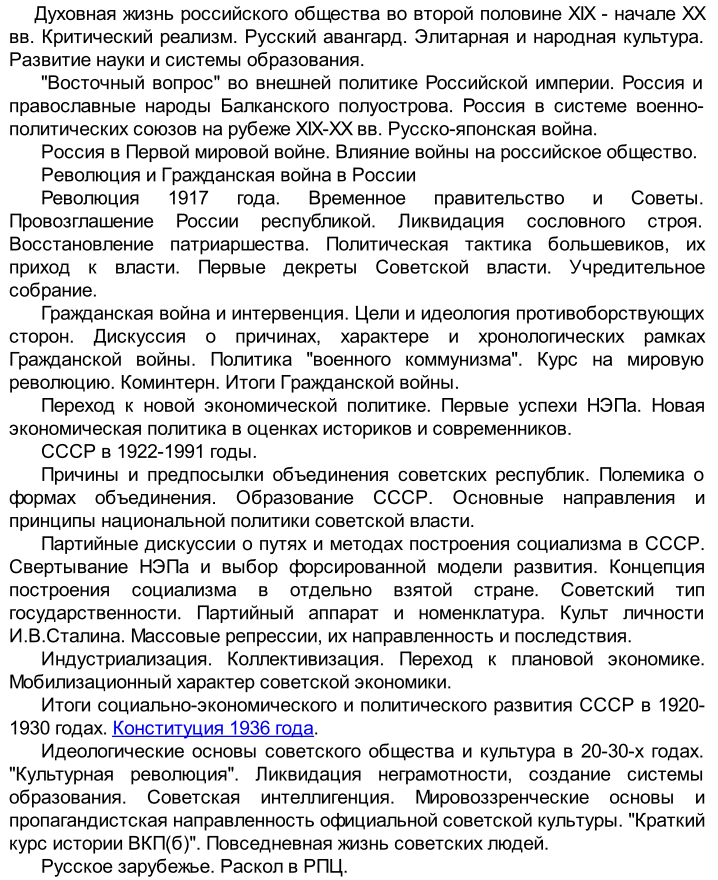 Духовная жизнь российского общества во второй половине XIX - начале XX
вв. Критический реализм. Русский авангард. Элитарная и народная культура.
Развитие науки и системы образования.
"Восточный вопрос" во внешней политике Российской империи. Россия и
православные народы Балканского полуострова. Россия в системе военно-
политических союзов на рубеже XIX-XX вв. Русско-японская война.
Россия в Первой мировой войне. Влияние войны на российское общество.
Революция и Гражданская война в России
Революция 1917 года. Временное правительство и Советы.
Провозглашение России республикой. Ликвидация сословного строя.
Восстановление патриаршества. Политическая тактика большевиков, их
приход к власти. Первые декреты Советской власти. Учредительное
собрание.
Гражданская война и интервенция. Цели и идеология противоборствующих
сторон. Дискуссия о причинах, характере и хронологических рамках
Гражданской войны. Политика "военного коммунизма". Курс на мировую
революцию. Коминтерн. Итоги Гражданской войны.
Переход к новой экономической политике. Первые успехи НЭПа. Новая
экономическая политика в оценках историков и современников.
СССР в 1922-1991 годы.
Причины и предпосылки объединения советских республик. Полемика о
формах объединения. Образование СССР. Основные направления и
принципы национальной политики советской власти.
Партийные дискуссии о путях и методах построения социализма в СССР.
Свертывание НЭПа и выбор форсированной модели развития. Концепция
построения социализма в отдельно взятой стране. Советский тип
государственности. Партийный аппарат и номенклатура. Культ личности
И.В.Сталина. Массовые репрессии, их направленность и последствия.
Индустриализация. Коллективизация. Переход к плановой экономике.
Мобилизационный характер советской экономики.
Итоги социально-экономического и политического развития СССР в 1920-
1930 годах. Конституция 1936 года.
Идеологические основы советского общества и культура в 20-30-х годах.
"Культурная революция". Ликвидация неграмотности, создание системы
образования. Советская интеллигенция. Мировоззренческие основы и
пропагандистская направленность официальной советской культуры. "Краткий
курс истории ВКП(б)". Повседневная жизнь советских людей.
Русское зарубежье. Раскол в РПЦ.